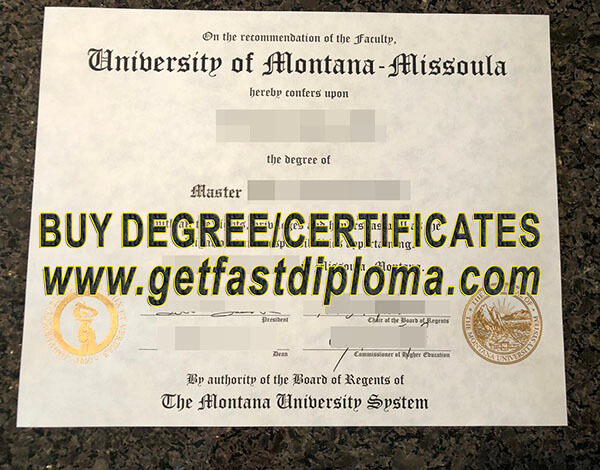 On the recommendation of the Faculty,
University of Montana-Missoula
hereby confers upon
the degree of
Master
BUY DEGREE/CERTIFICATES
www.getfastdiploma.com
President
Chair of the Board of Regents
Dean
Commissioner of Higher Education
By authority of the Board of Regents of
The Montana University System